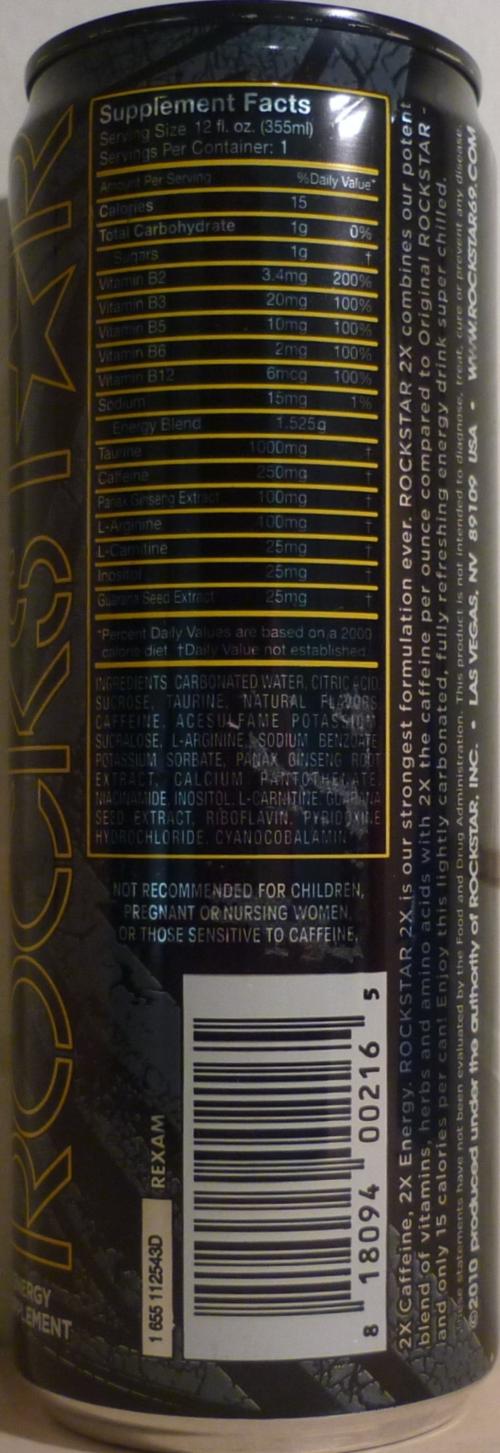 ROCKSTAR
ENERGY
SUPPLEMENT
Supplement Facts
Serving Size 12 fl. oz. (355ml)
Servings Per Container: 1
Amount Per Serving %Daily Value*
Calories 15
Total Carbohydrate 1g 0%
Sugars 1g †
Vitamin B2 3.4mg 200%
Vitamin B3 20mg 100%
Vitamin B5 10mg 100%
Vitamin B6 2mg 100%
Vitamin B12 6mcg 100%
Sodium 15mg 1%
Energy Blend 1.525g
Taurine 1000mg †
Caffeine 250mg †
Panax Ginseng Extract 100mg †
L-Arginine 100mg †
L-Carnitine 25mg †
Inositol 25mg †
Guarana Seed Extract 25mg †
*Percent Daily Values are based on a 2000
calorie diet †Daily Value not established
INGREDIENTS CARBONATED WATER, CITRIC ACID,
SUCROSE, TAURINE, NATURAL FLAVORS,
CAFFEINE, ACESULFAME POTASSIUM,
SUCRALOSE, L-ARGININE, SODIUM BENZOATE,
POTASSIUM SORBATE, PANAX GINSENG ROOT
EXTRACT, CALCIUM PANTOTHENATE,
NIACINAMIDE, INOSITOL, L-CARNITINE, GUARANA
SEED EXTRACT, RIBOFLAVIN, PYRIDOXINE
HYDROCHLORIDE, CYANOCOBALAMIN.
NOT RECOMMENDED FOR CHILDREN,
PREGNANT OR NURSING WOMEN,
OR THOSE SENSITIVE TO CAFFEINE.
REXAM
1 655 112543D
8 18094 00216 5
2X Caffeine, 2X Energy. ROCKSTAR 2X is our strongest formulation ever. ROCKSTAR 2X combines our potent
blend of vitamins, herbs and amino acids with 2X the caffeine per ounce compared to Original ROCKSTAR -
and only 15 calories per can! Enjoy this lightly carbonated, fully refreshing energy drink super chilled.
statements have not been evaluated by the Food and Drug Administration. This product is not intended to diagnose, treat, cure or prevent any disease.
©2010 produced under the authority of ROCKSTAR, INC. • LAS VEGAS, NV 89109 USA • WWW.ROCKSTAR69.COM